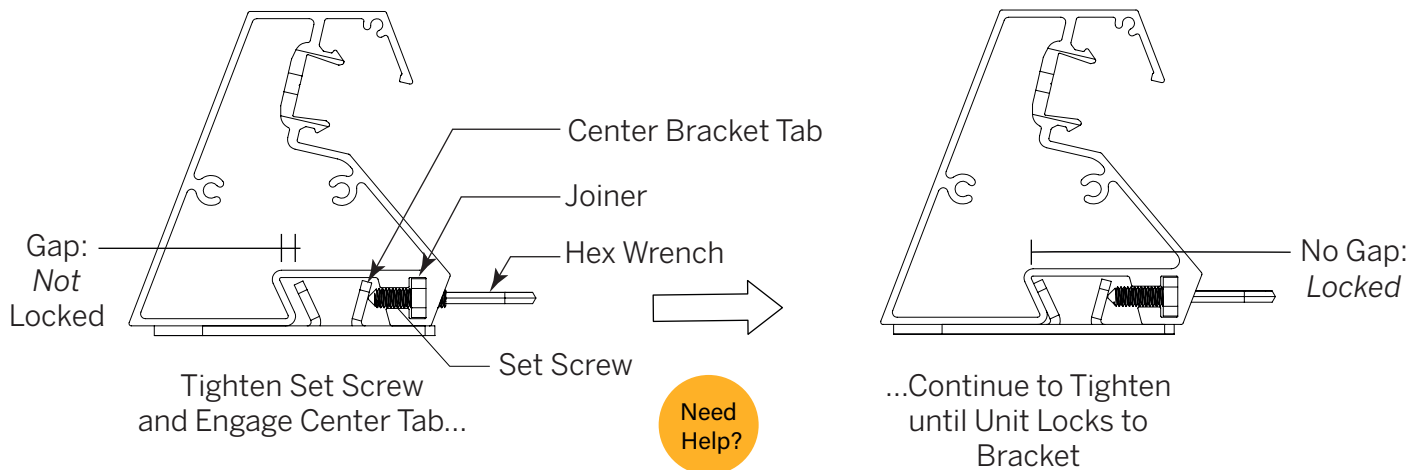 Center Bracket Tab
Joiner
Hex Wrench
Gap:
Not
Locked
Set Screw
Tighten Set Screw
and Engage Center Tab...
Need
Help?
No Gap:
Locked
...Continue to Tighten
until Unit Locks to
Bracket